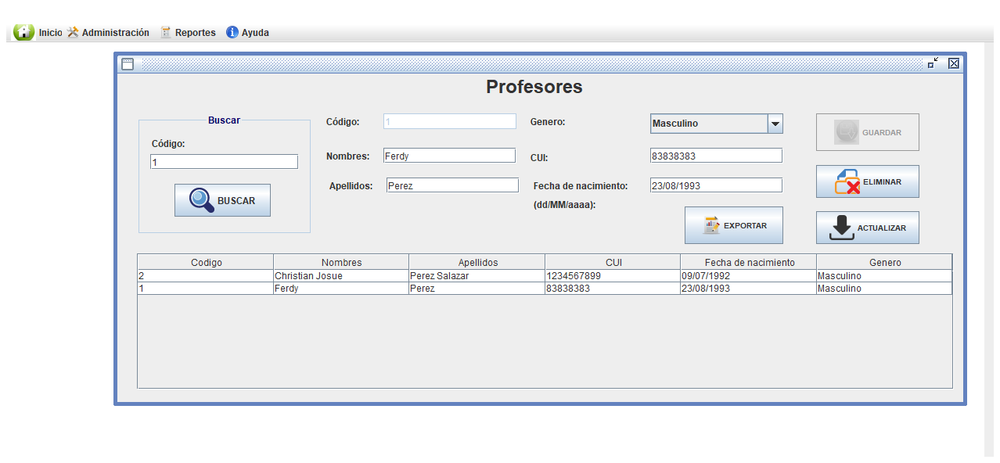 Inicio Administración Reportes Ayuda
Profesores
Buscar
Código:
1
BUSCAR
Código: 1
Nombres: Ferdy
Apellidos: Perez
Genero: Masculino
CUI: 83838383
Fecha de nacimiento: 23/08/1993
(dd/MM/aaaa):
EXPORTAR
GUARDAR
ELIMINAR
ACTUALIZAR
Codigo Nombres Apellidos CUI Fecha de nacimiento Genero
2 Christian Josue Perez Salazar 1234567899 09/07/1992 Masculino
1 Ferdy Perez 83838383 23/08/1993 Masculino